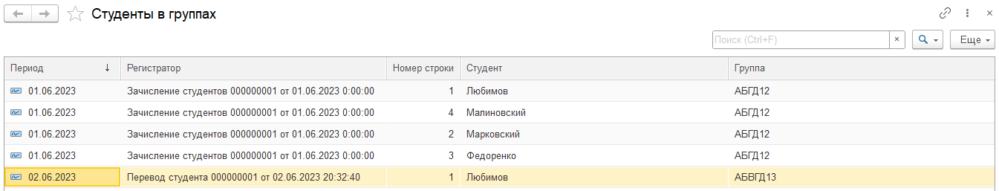 Студенты в группах
Поиск (Ctrl+F) × Еще
Период ↓ Регистратор Номер строки Студент Группа
01.06.2023 Зачисление студентов 000000001 от 01.06.2023 0:00:00 1 Любимов АБГД12
01.06.2023 Зачисление студентов 000000001 от 01.06.2023 0:00:00 4 Малиновский АБГД12
01.06.2023 Зачисление студентов 000000001 от 01.06.2023 0:00:00 2 Марковский АБГД12
01.06.2023 Зачисление студентов 000000001 от 01.06.2023 0:00:00 3 Федоренко АБГД12
02.06.2023 Перевод студента 000000001 от 02.06.2023 20:32:40 1 Любимов АБВГД13